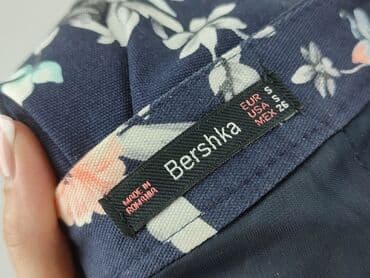 MADE IN
ROMANIA
Bershka
EUR S
USA S
MEX 26